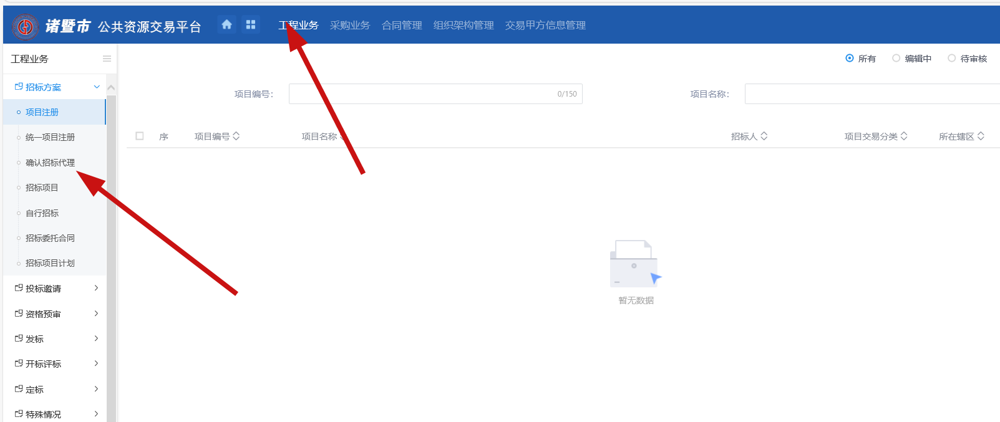 诸暨市 公共资源交易平台 工程业务 采购业务 合同管理 组织架构管理 交易甲方信息管理
工程业务
所有 编辑中 待审核
招标方案
项目编号： 0/150 项目名称：
项目注册
统一项目注册
序 项目编号 项目名称 招标人 项目交易分类 所在辖区
确认招标代理
招标项目
自行招标
招标委托合同
招标项目计划
投标邀请
暂无数据
资格预审
发标
开标评标
定标
特殊情况